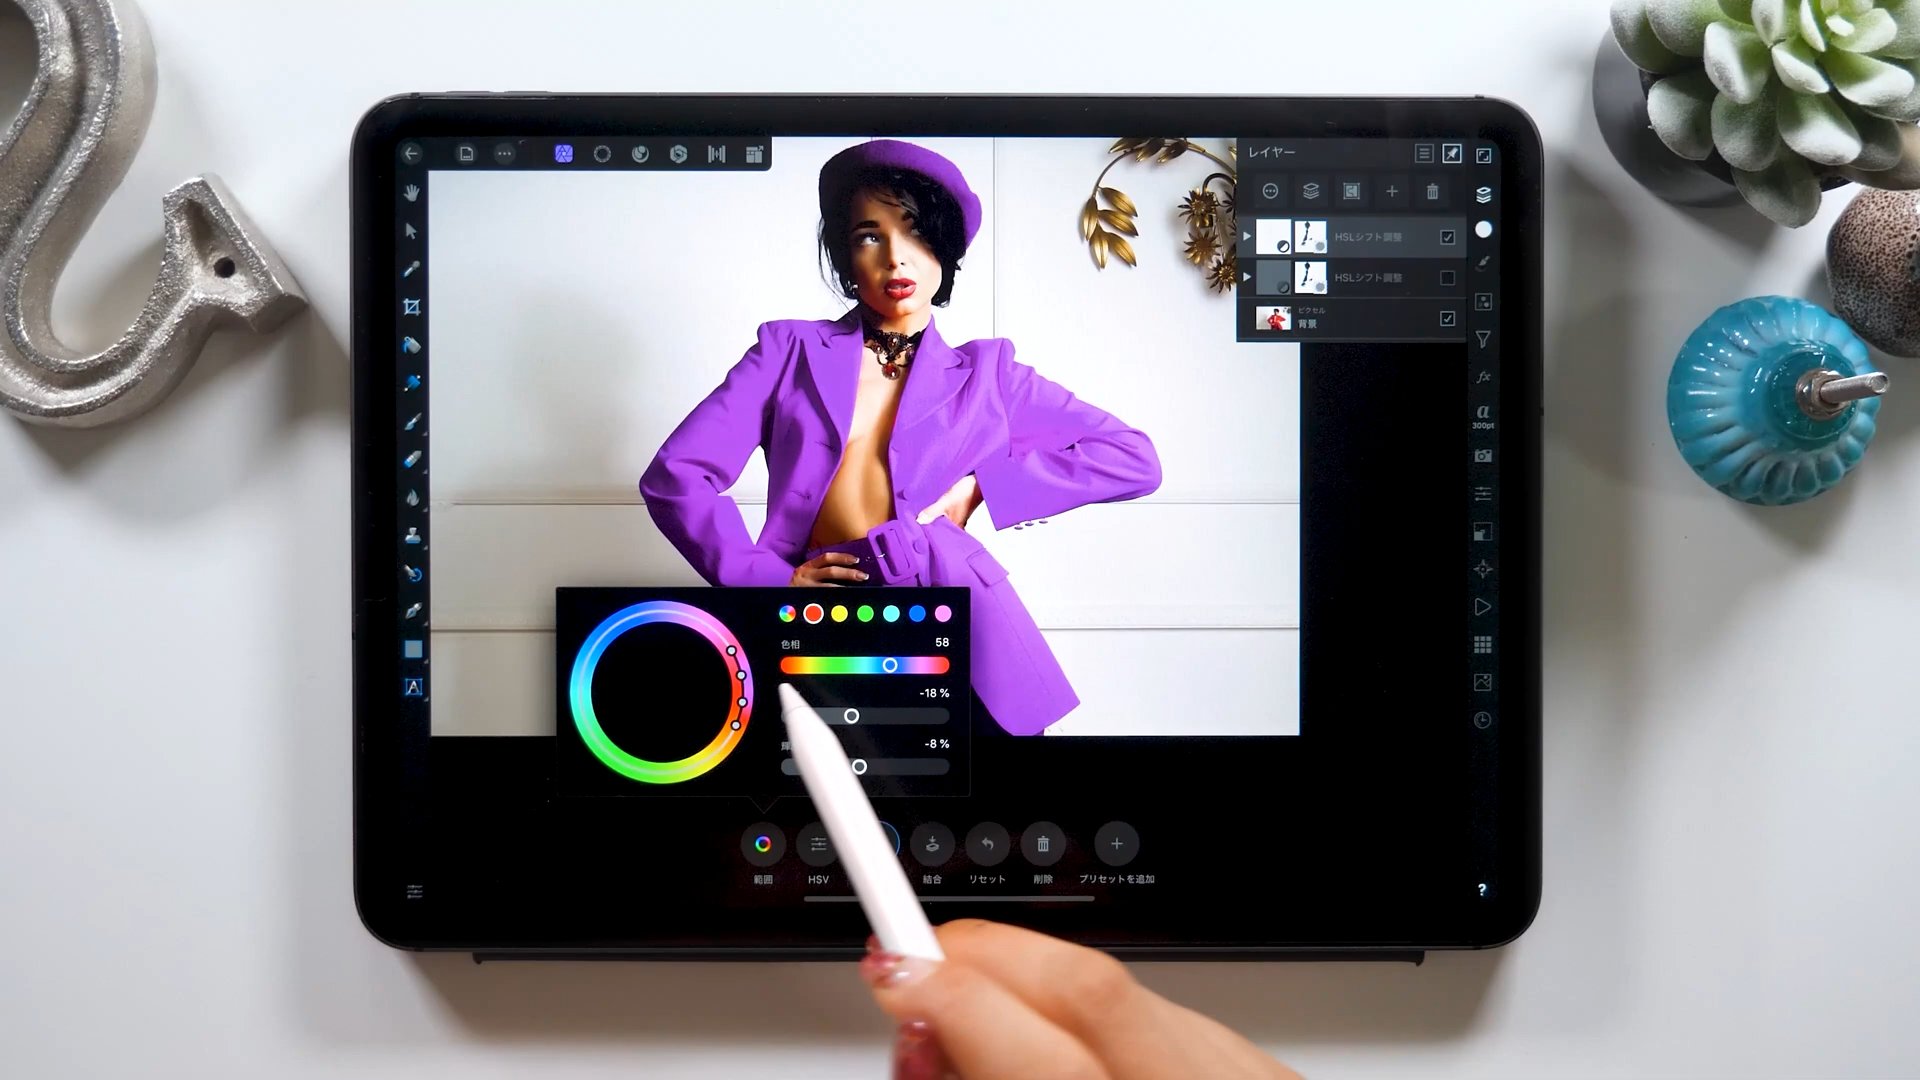 レイヤー
HSLシフト調整
HSLシフト調整
ピクセル
背景
fx
a
300pt
A
色相
58
-18 %
輝
-8 %
範囲
HSV
結合
リセット
削除
プリセットを追加
?